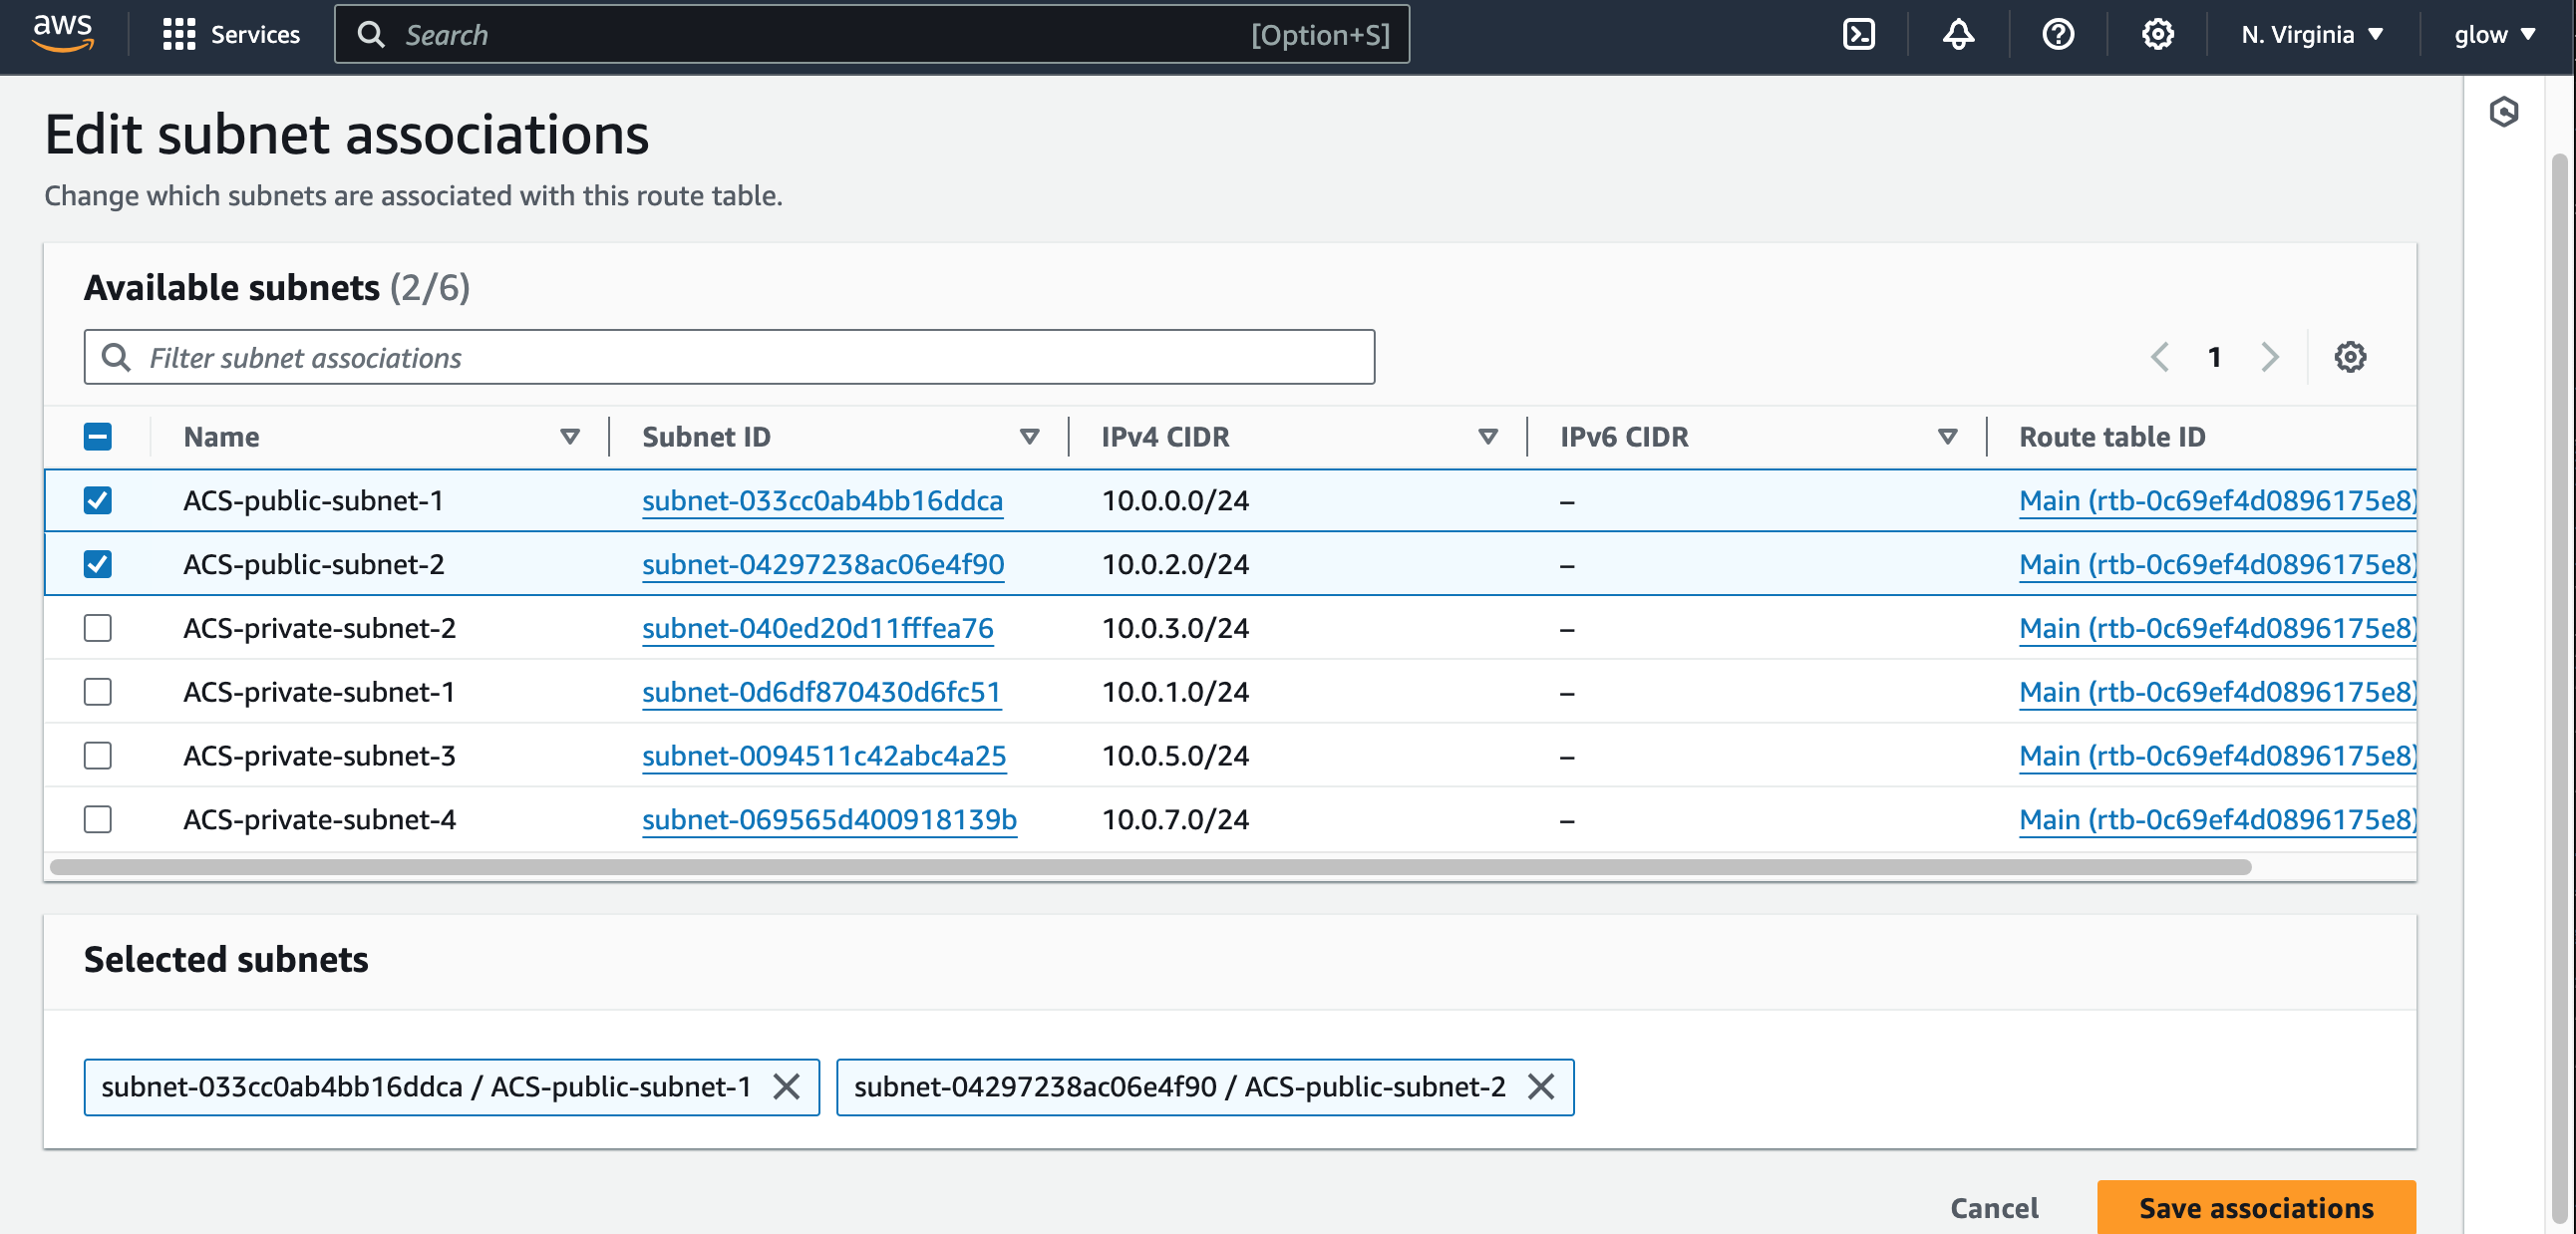 aws Services Search [Option+S] N. Virginia glow
Edit subnet associations
Change which subnets are associated with this route table.
Available subnets (2/6)
Filter subnet associations 1
Name Subnet ID IPv4 CIDR IPv6 CIDR Route table ID
ACS-public-subnet-1 subnet-033cc0ab4bb16ddca 10.0.0.0/24 – Main (rtb-0c69ef4d0896175e8)
ACS-public-subnet-2 subnet-04297238ac06e4f90 10.0.2.0/24 – Main (rtb-0c69ef4d0896175e8)
ACS-private-subnet-2 subnet-040ed20d11fffea76 10.0.3.0/24 – Main (rtb-0c69ef4d0896175e8)
ACS-private-subnet-1 subnet-0d6df870430d6fc51 10.0.1.0/24 – Main (rtb-0c69ef4d0896175e8)
ACS-private-subnet-3 subnet-0094511c42abc4a25 10.0.5.0/24 – Main (rtb-0c69ef4d0896175e8)
ACS-private-subnet-4 subnet-069565d400918139b 10.0.7.0/24 – Main (rtb-0c69ef4d0896175e8)
Selected subnets
subnet-033cc0ab4bb16ddca / ACS-public-subnet-1 subnet-04297238ac06e4f90 / ACS-public-subnet-2
Cancel Save associations